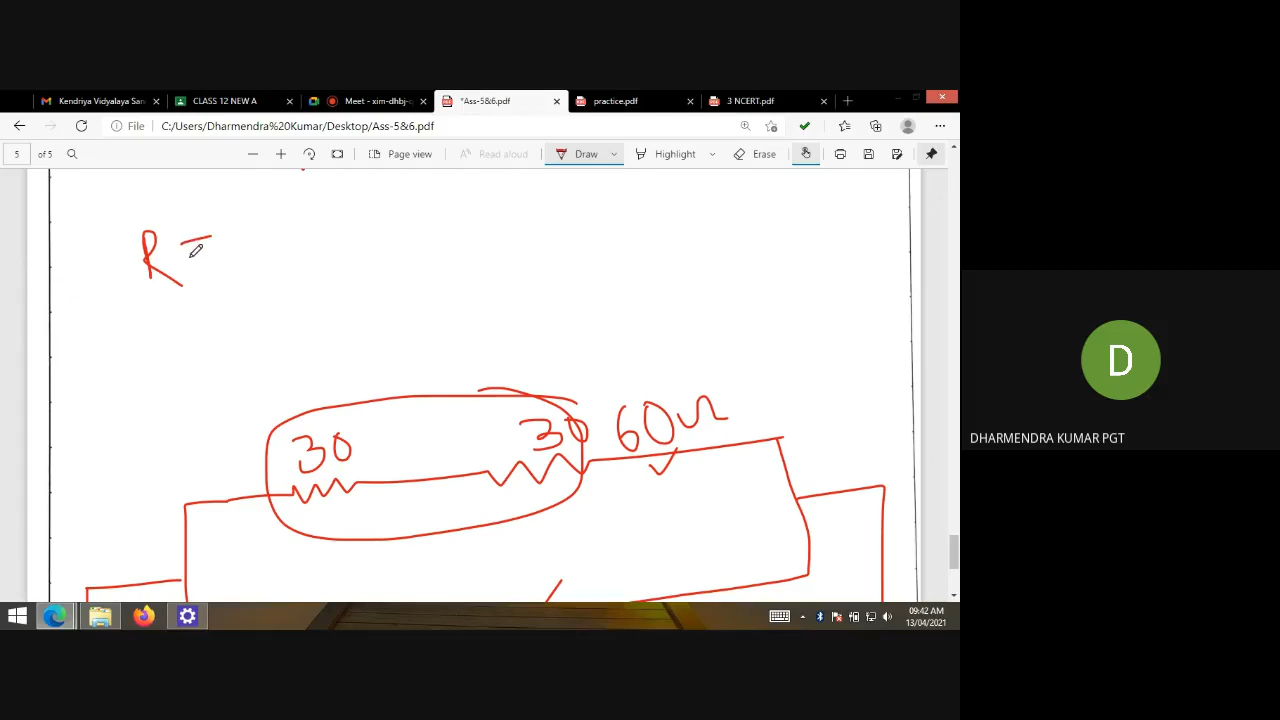 Kendriya Vidyalaya San
CLASS 12 NEW A
Meet - xim-dhbj-c
*Ass-5&6.pdf
practice.pdf
3 NCERT.pdf
File
C:/Users/Dharmendra%20Kumar/Desktop/Ass-5&6.pdf
5 of 5
Page view
Read aloud
Draw
Highlight
Erase
R =
30 30 60Ω
D
DHARMENDRA KUMAR PGT
09:42 AM
13/04/2021